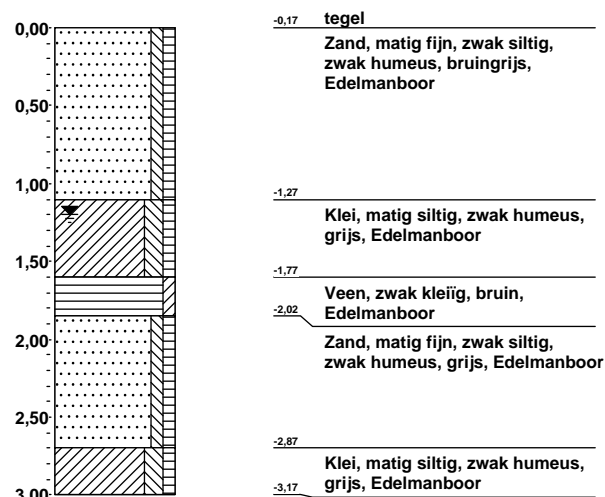 -0,17 tegel
0,00
Zand, matig fijn, zwak siltig,
zwak humeus, bruingrijs,
Edelmanboor
0,50
1,00
-1,27
Klei, matig siltig, zwak humeus,
grijs, Edelmanboor
1,50
-1,77
Veen, zwak kleiïg, bruin,
-2,02 Edelmanboor
2,00
Zand, matig fijn, zwak siltig,
zwak humeus, grijs, Edelmanboor
2,50
-2,87
Klei, matig siltig, zwak humeus,
-3,17 grijs, Edelmanboor
3,00